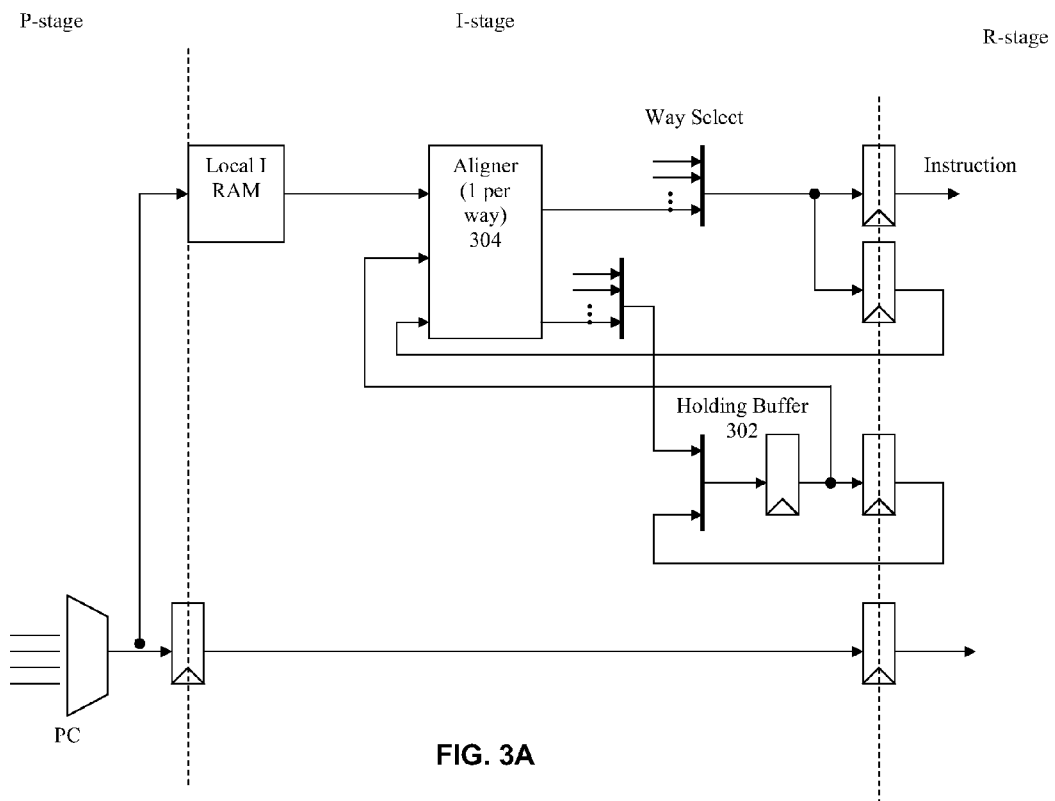 P-stage
I-stage
R-stage
Way Select
Local I
RAM
Aligner
(1 per
way)
304
Instruction
Holding Buffer
302
PC
FIG. 3A